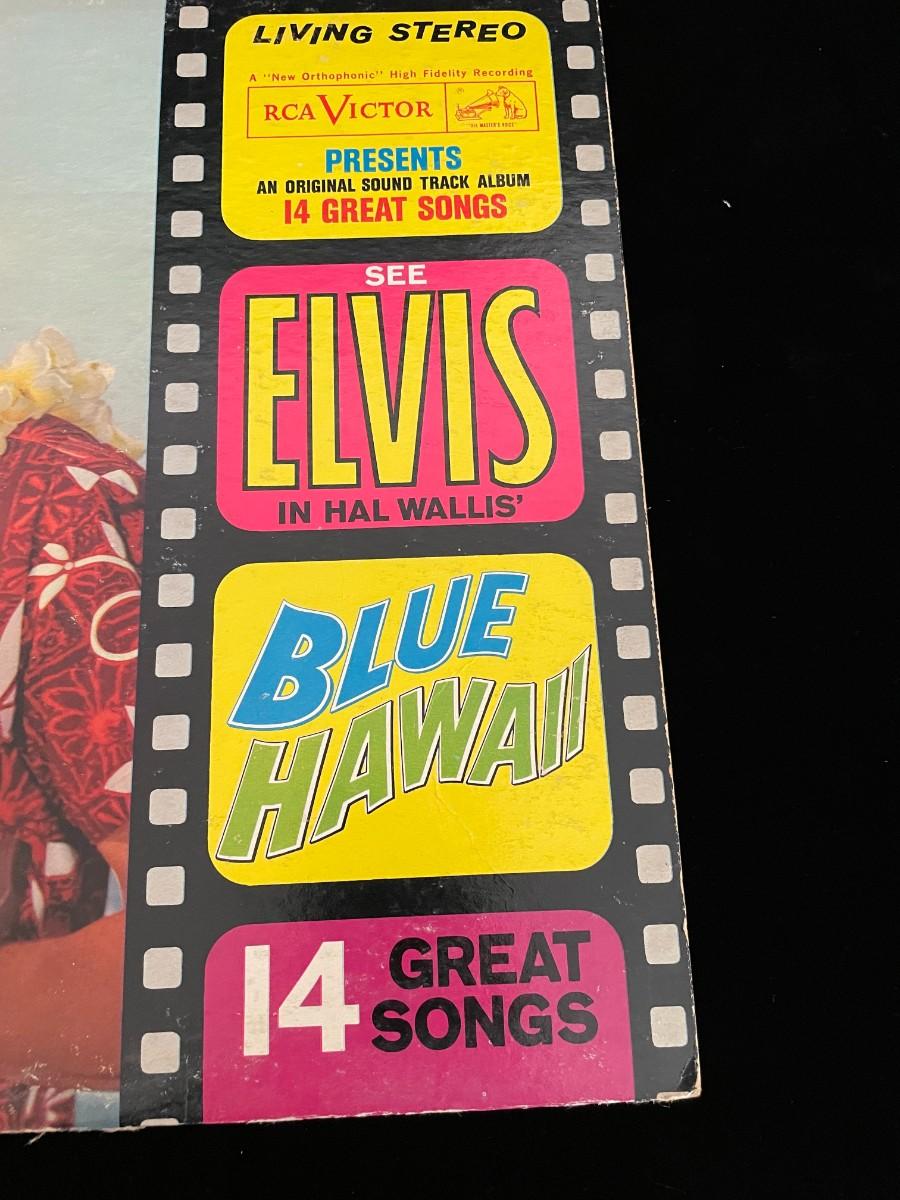 LIVING STEREO
A "New Orthophonic" High Fidelity Recording
RCA VICTOR
"HIS MASTER'S VOICE"
PRESENTS
AN ORIGINAL SOUND TRACK ALBUM
14 GREAT SONGS
SEE
ELVIS
IN HAL WALLIS'
BLUE
HAWAII
14 GREAT
SONGS